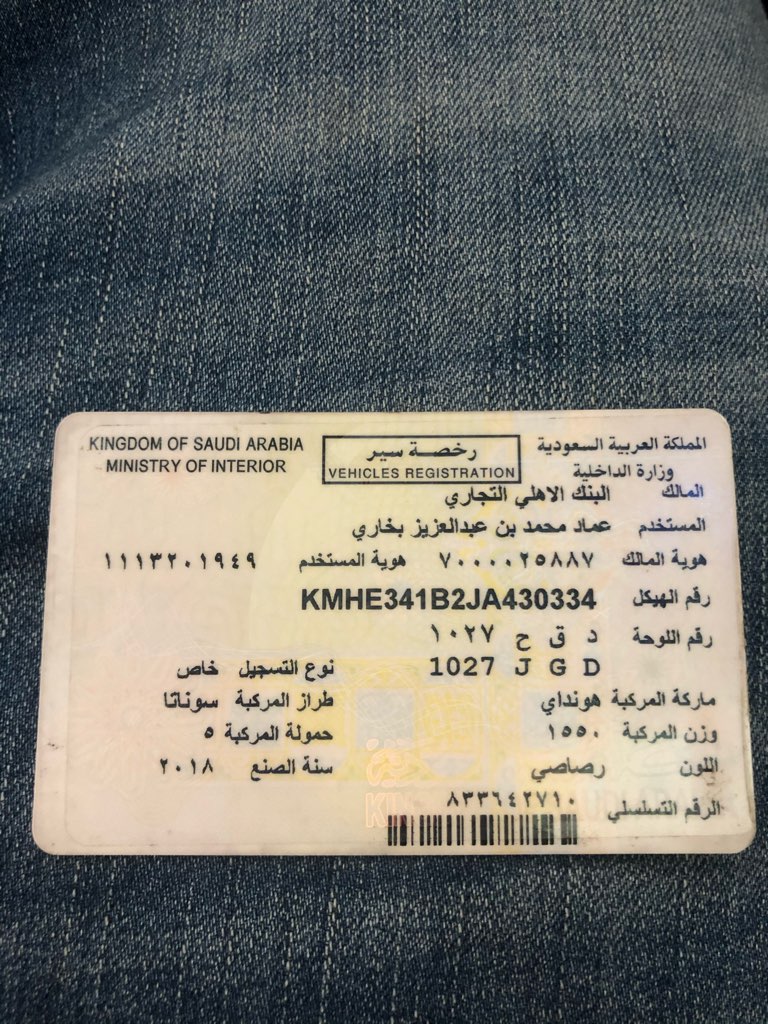 KINGDOM OF SAUDI ARABIA رخصة سير المملكة العربية السعودية
MINISTRY OF INTERIOR VEHICLES REGISTRATION وزارة الداخلية
المالك البنك الاهلي التجاري
المستخدم عماد محمد بن عبدالعزيز بخاري
هوية المالك ٧٠٠٠٠٢٥٨٨٧ هوية المستخدم ١١١٣٢٠١٩٤٩
رقم الهيكل KMHE341B2JA430334
رقم اللوحة د ق ح ١٠٢٧
1027 J G D نوع التسجيل خاص
ماركة المركبة هونداي طراز المركبة سوناتا
وزن المركبة ١٥٥٠ حمولة المركبة ٥
اللون رصاصي سنة الصنع ٢٠١٨
الرقم التسلسلي ٨٣٣٦٤٢٧١٠